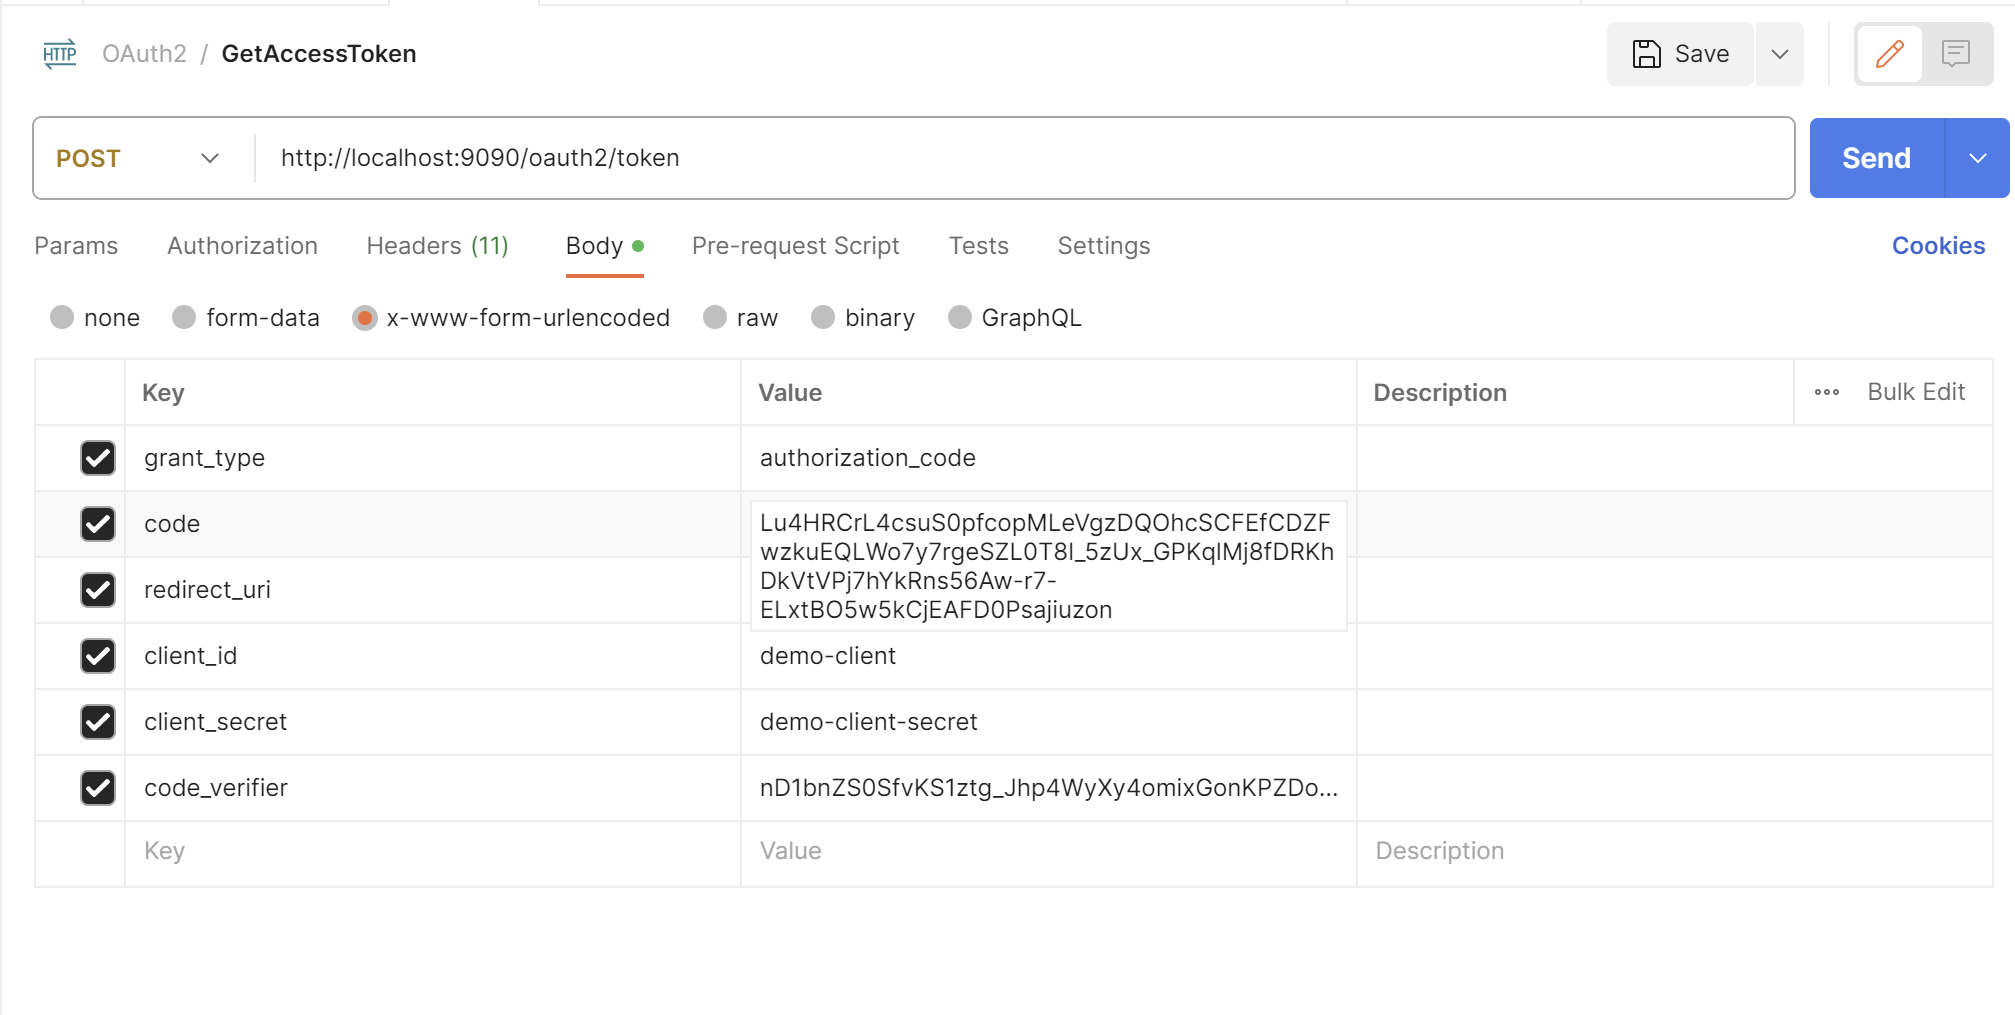 HTTP OAuth2 / GetAccessToken Save
POST http://localhost:9090/oauth2/token Send
Params Authorization Headers (11) Body Pre-request Script Tests Settings Cookies
none form-data x-www-form-urlencoded raw binary GraphQL
Key Value Description ••• Bulk Edit
grant_type authorization_code
code Lu4HRCrL4csuS0pfcopMLeVgzDQOhcSCFEfCDZF
wzkuEQLWo7y7rgeSZL0T8l_5zUx_GPKqlMj8fDRKh
DkVtVPj7hYkRns56Aw-r7-
ELxtBO5w5kCjEAFD0Psajiuzon
redirect_uri
client_id demo-client
client_secret demo-client-secret
code_verifier nD1bnZS0SfvKS1ztg_Jhp4WyXy4omixGonKPZDo...
Key Value Description